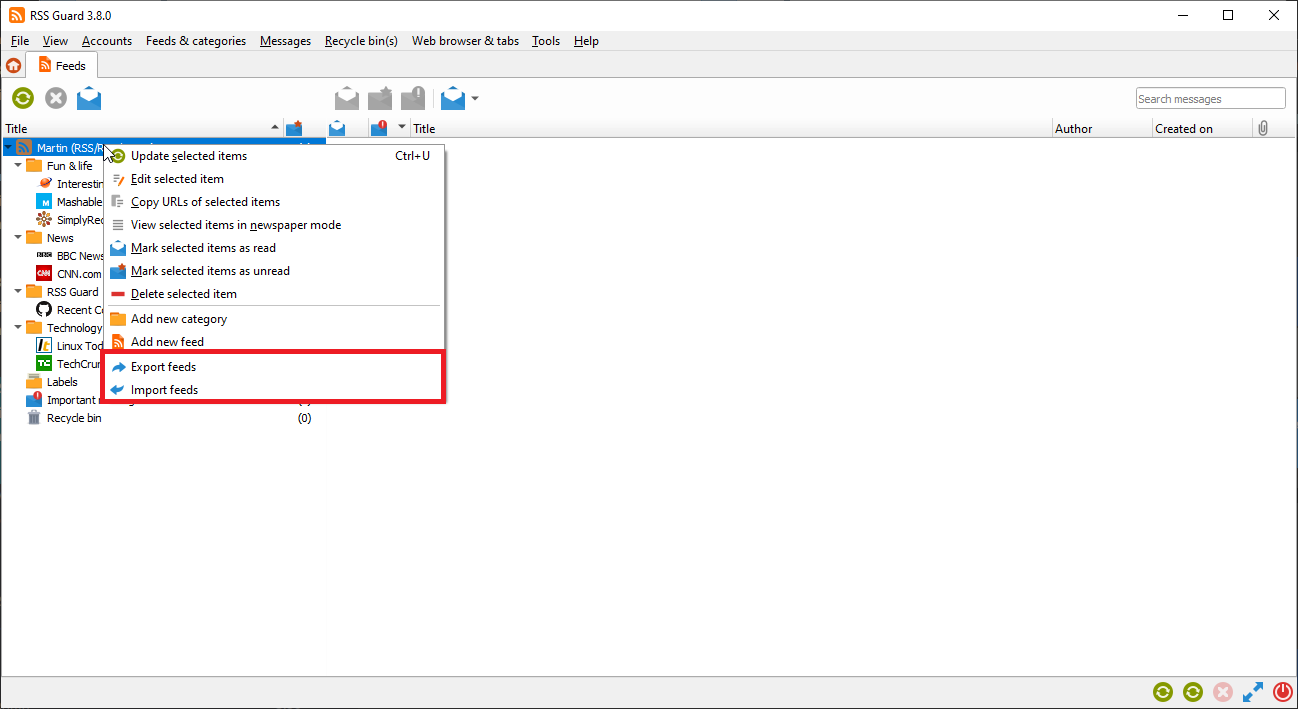 RSS Guard 3.8.0
File View Accounts Feeds & categories Messages Recycle bin(s) Web browser & tabs Tools Help
Feeds
Search messages
Title Title Author Created on
Martin (RSS/R
Update selected items Ctrl+U
Fun & life
Edit selected item
Interestin
Copy URLs of selected items
M Mashable
SimplyRec
View selected items in newspaper mode
News
Mark selected items as read
BBC News
Mark selected items as unread
CNN CNN.com
RSS Guard
Delete selected item
Recent Co
Add new category
Technology
Add new feed
Linux Tod
TC TechCrun
Export feeds
Labels
Import feeds
Important
Recycle bin (0)